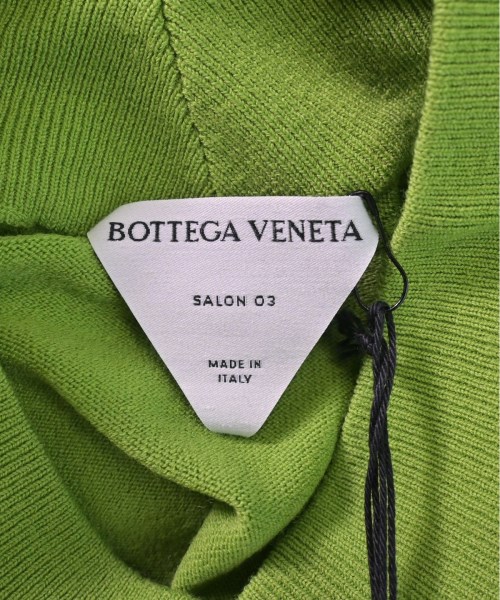 BOTTEGA VENETA
SALON 03
MADE IN
ITALY